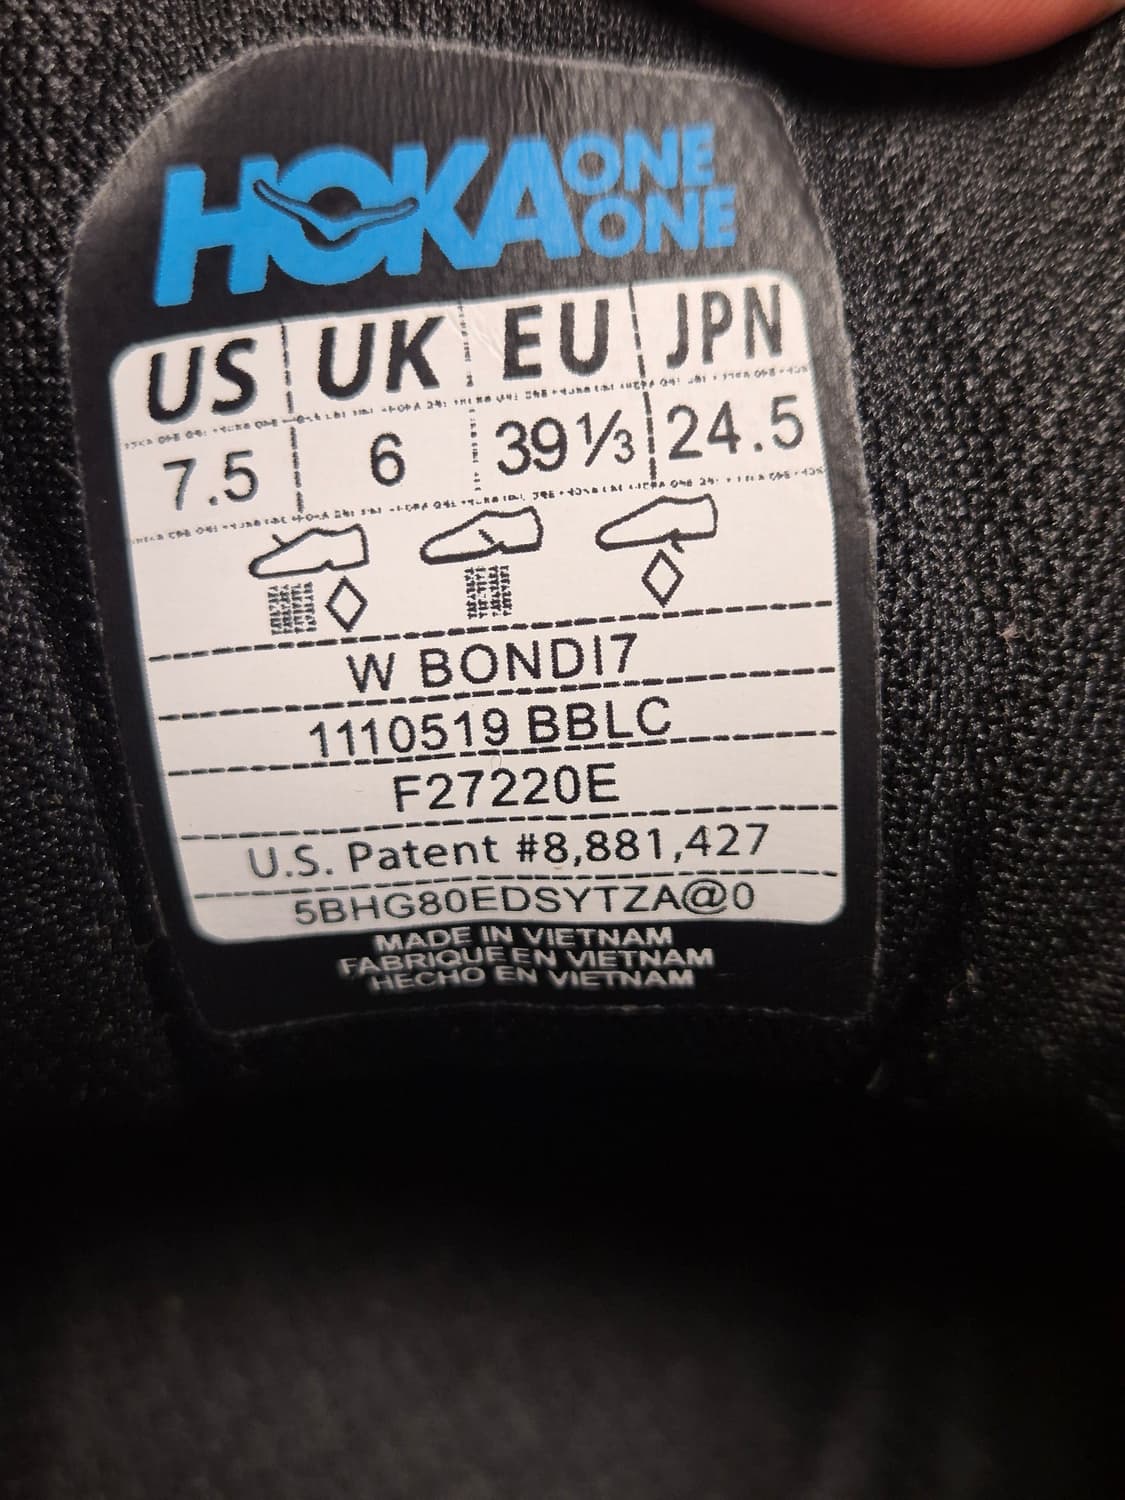 HOKA ONE ONE
US UK EU JPN
7.5 6 39⅓ 24.5
W BONDI7
1110519 BBLC
F27220E
U.S. Patent #8,881,427
5BHG80EDSYTZA@0
MADE IN VIETNAM
FABRIQUE EN VIETNAM
HECHO EN VIETNAM